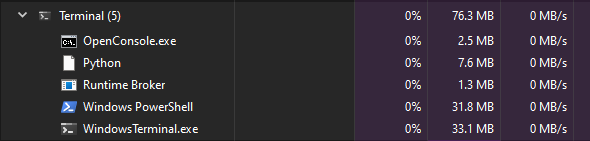 Terminal (5) 0% 76.3 MB 0 MB/s
OpenConsole.exe 0% 2.5 MB 0 MB/s
Python 0% 7.6 MB 0 MB/s
Runtime Broker 0% 1.3 MB 0 MB/s
Windows PowerShell 0% 31.8 MB 0 MB/s
WindowsTerminal.exe 0% 33.1 MB 0 MB/s